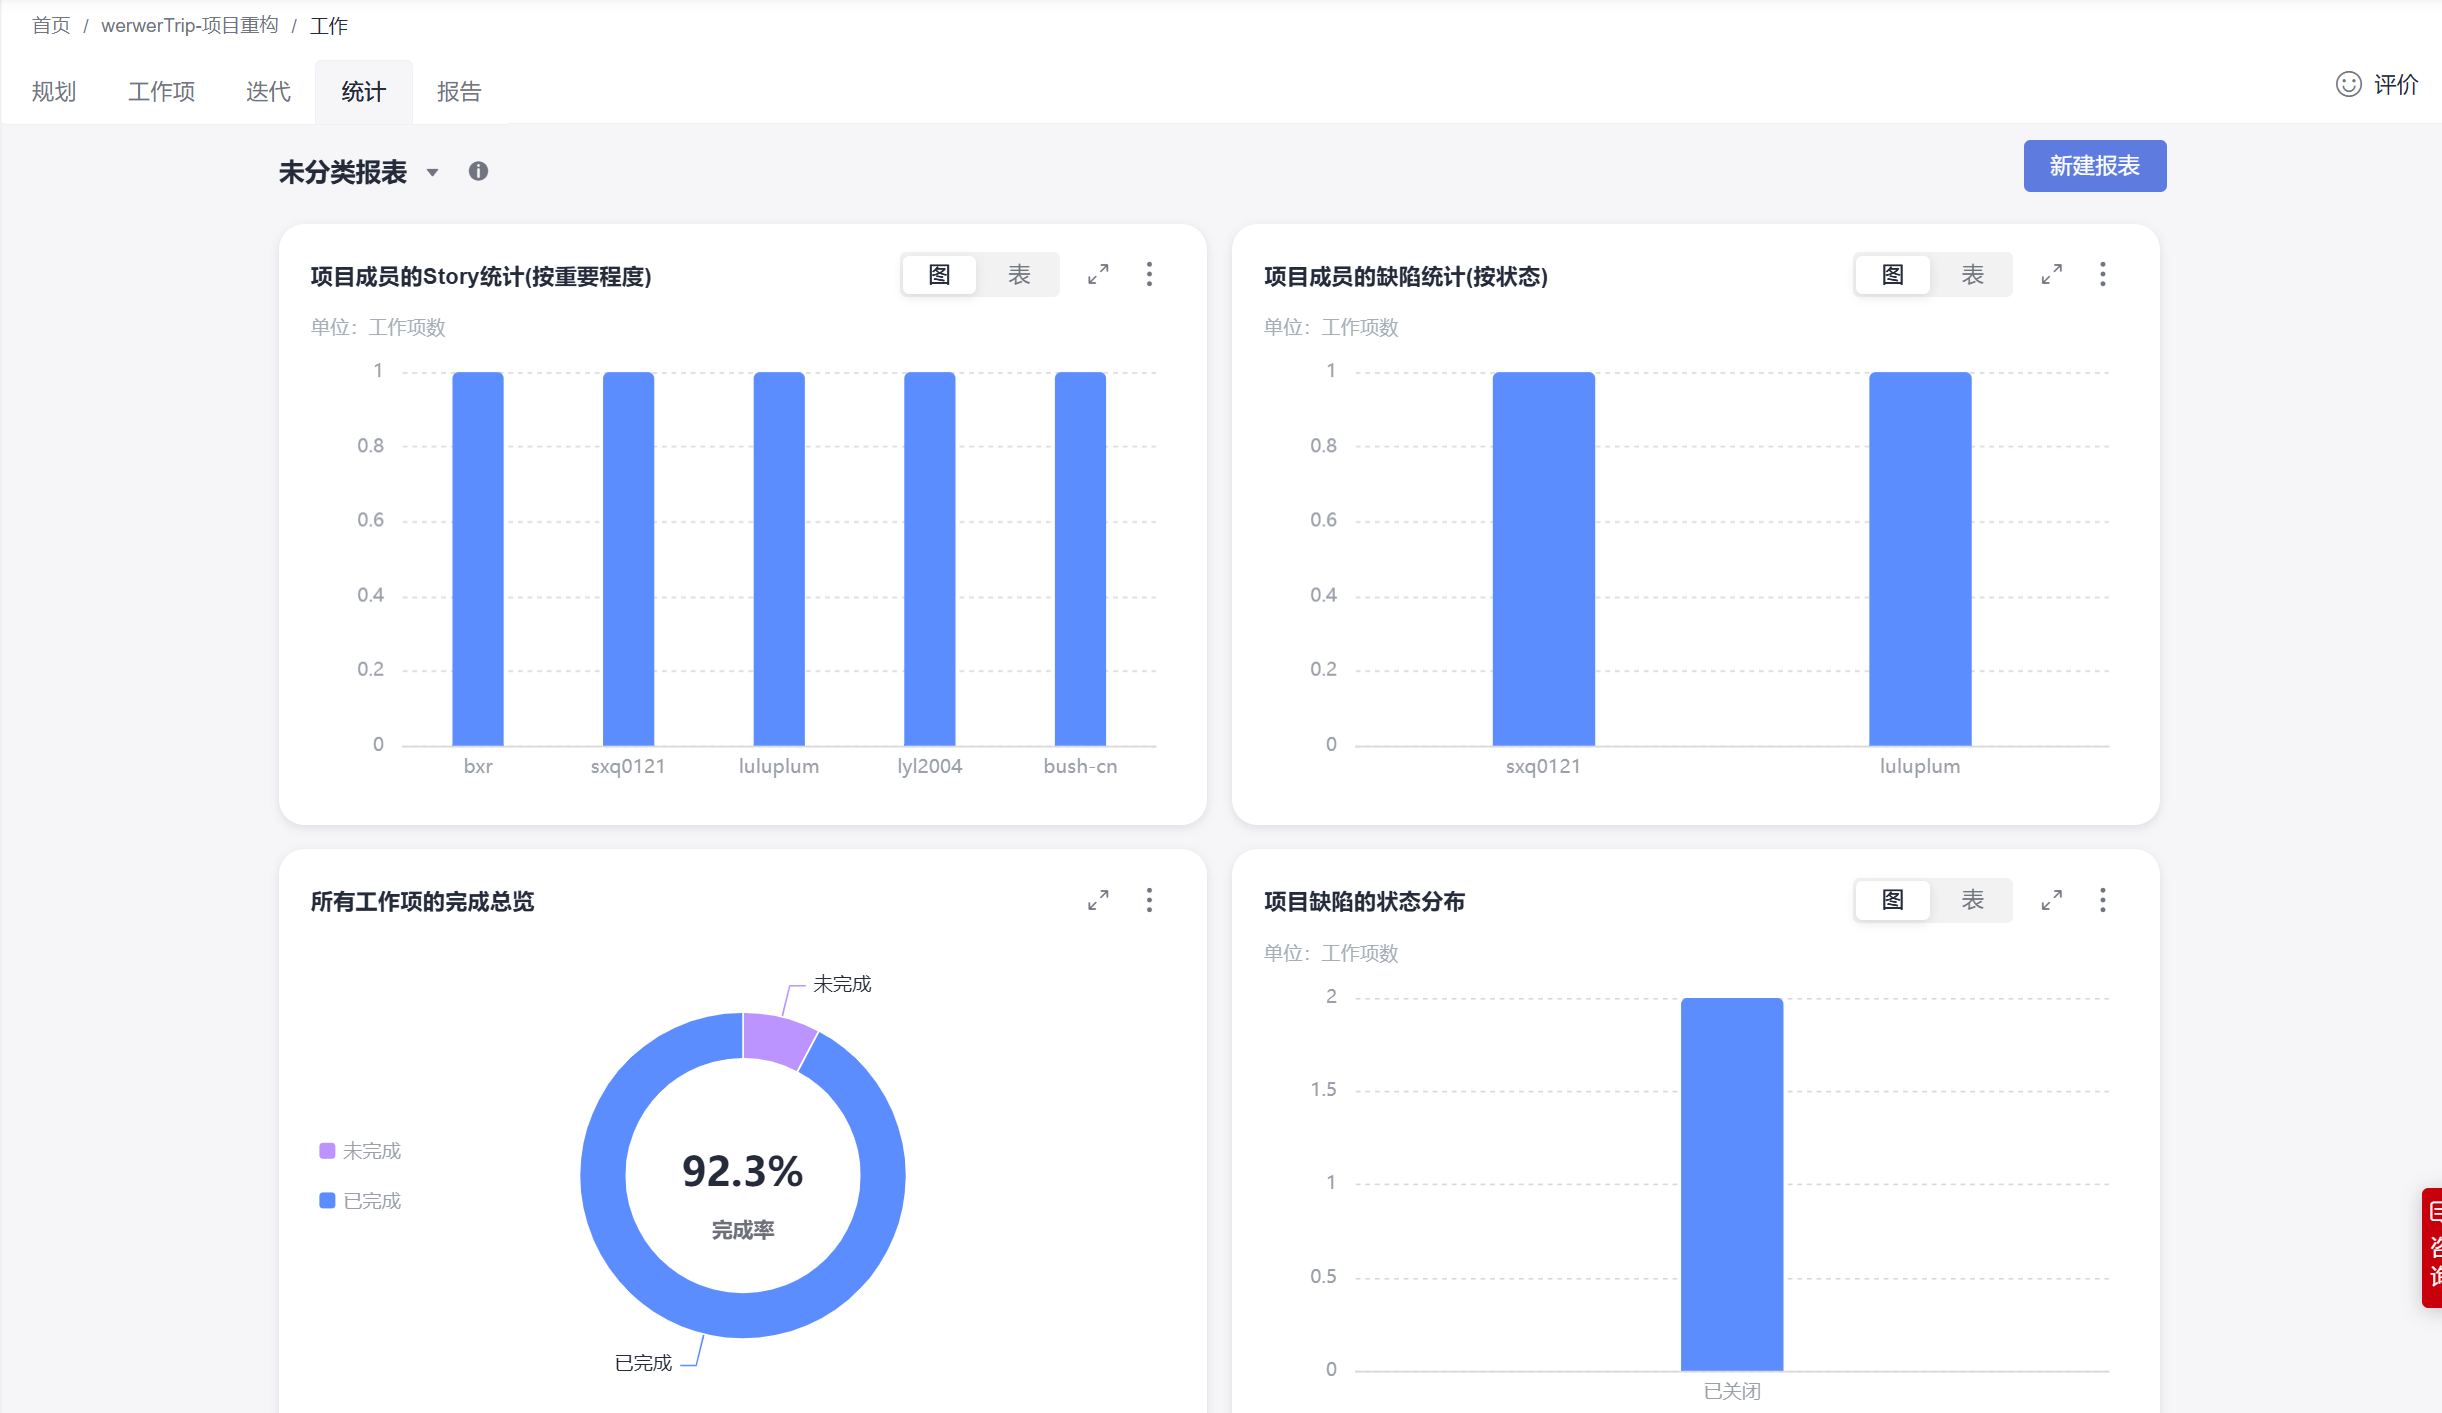 首页 / werwerTrip-项目重构 / 工作
规划 工作项 迭代 统计 报告
评价
未分类报表
新建报表
项目成员的Story统计(按重要程度)
图 表
单位：工作项数
1
0.8
0.6
0.4
0.2
0
bxr sxq0121 luluplum lyl2004 bush-cn
项目成员的缺陷统计(按状态)
图 表
单位：工作项数
1
0.8
0.6
0.4
0.2
0
sxq0121 luluplum
所有工作项的完成总览
未完成
未完成
已完成
92.3%
完成率
已完成
项目缺陷的状态分布
图 表
单位：工作项数
2
1.5
1
0.5
0
已关闭